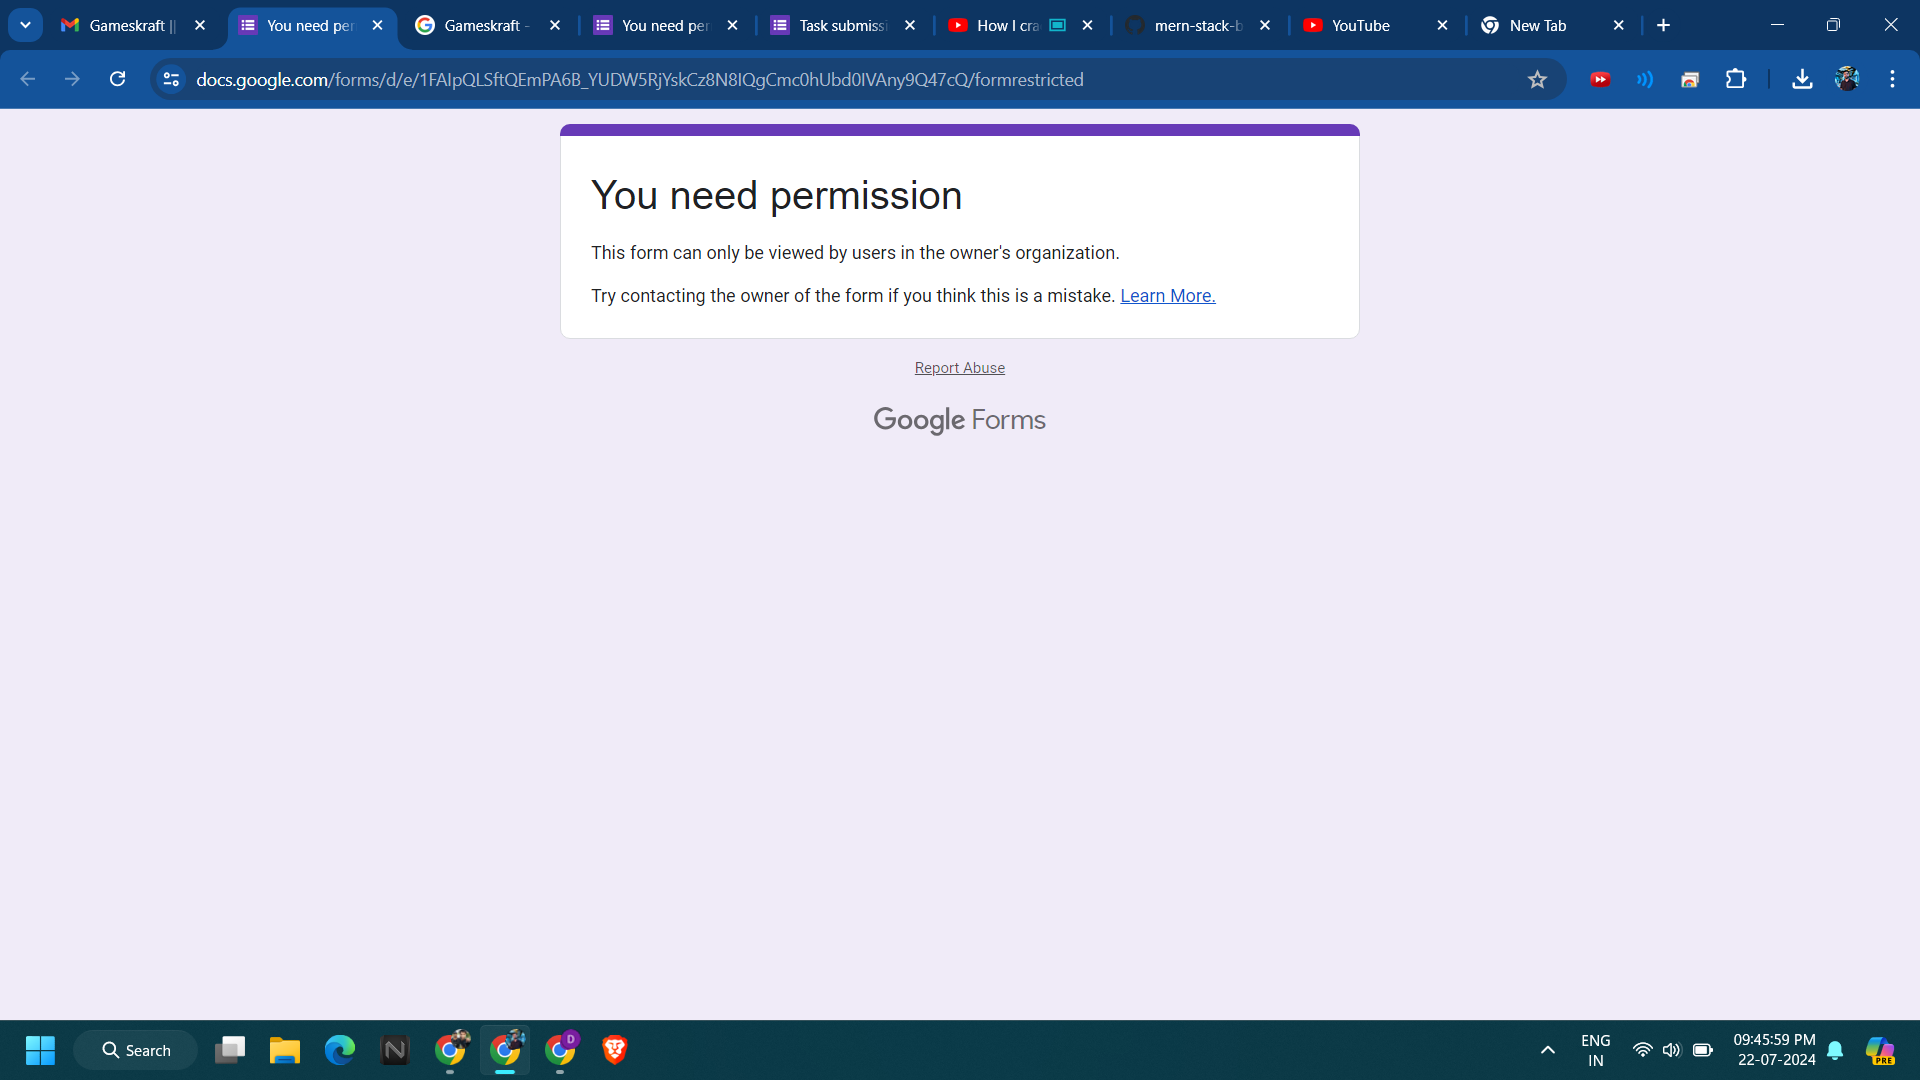 Gameskraft ||
You need per
Gameskraft -
You need per
Task submissi
How I cra
mern-stack-b
YouTube
New Tab
docs.google.com/forms/d/e/1FAIpQLSftQEmPA6B_YUDW5RjYskCz8N8IQgCmc0hUbd0IVAny9Q47cQ/formrestricted
You need permission
This form can only be viewed by users in the owner's organization.
Try contacting the owner of the form if you think this is a mistake. Learn More.
Report Abuse
Google Forms
Search
D
ENG
IN
09:45:59 PM
22-07-2024
PRE